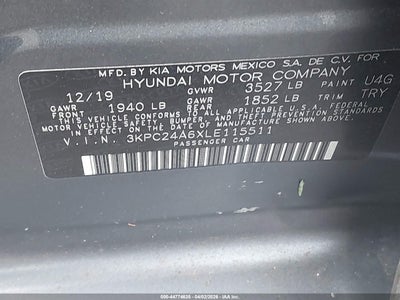 MFD. BY KIA MOTORS MEXICO S.A. DE C.V. FOR
HYUNDAI MOTOR COMPANY
12/19 GVWR 3527 LB PAINT U4G
GAWR FRT 1940 LB GAWR REAR 1852 LB TRIM TRY
THIS VEHICLE CONFORMS TO ALL APPLICABLE U.S. FEDERAL
MOTOR VEHICLE SAFETY, BUMPER, AND THEFT PREVENTION STANDARDS
IN EFFECT ON THE DATE OF MANUFACTURE SHOWN ABOVE.
V.I.N. 3KPC24A6XLE115511
PASSENGER CAR